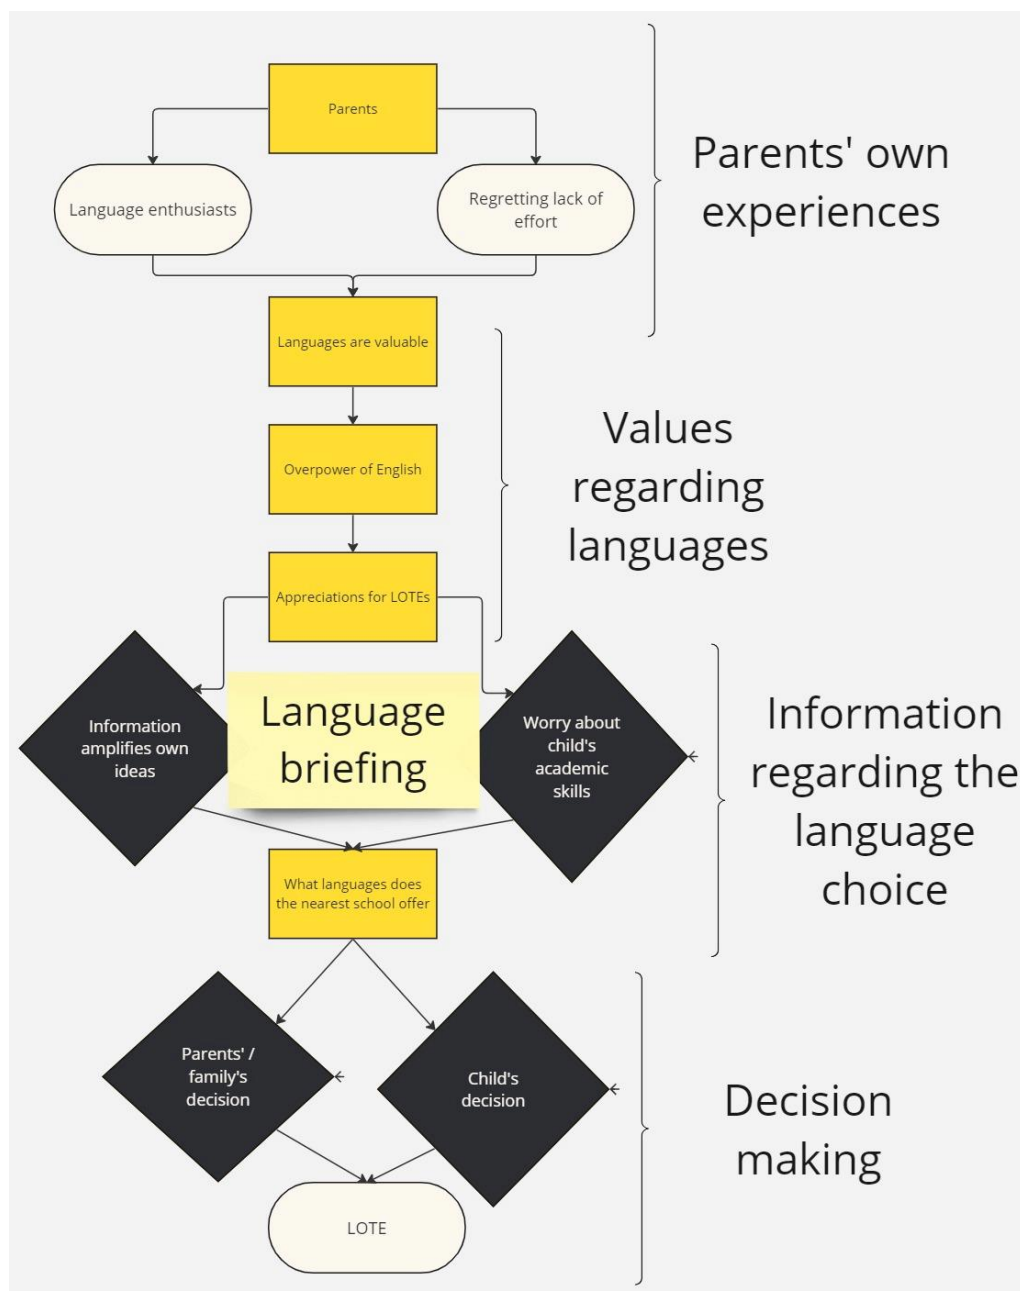 Parents
Parents' own
experiences
Language enthusiasts
Regretting lack of
effort
Languages are valuable
Values
regarding
languages
Overpower of English
Appreciations for LOTEs
Information
amplifies own
ideas
Language
briefing
Worry about
child's
academic
skills
Information
regarding the
language
choice
What languages does
the nearest school offer
Parents' /
family's
decision
Child's
decision
Decision
making
LOTE